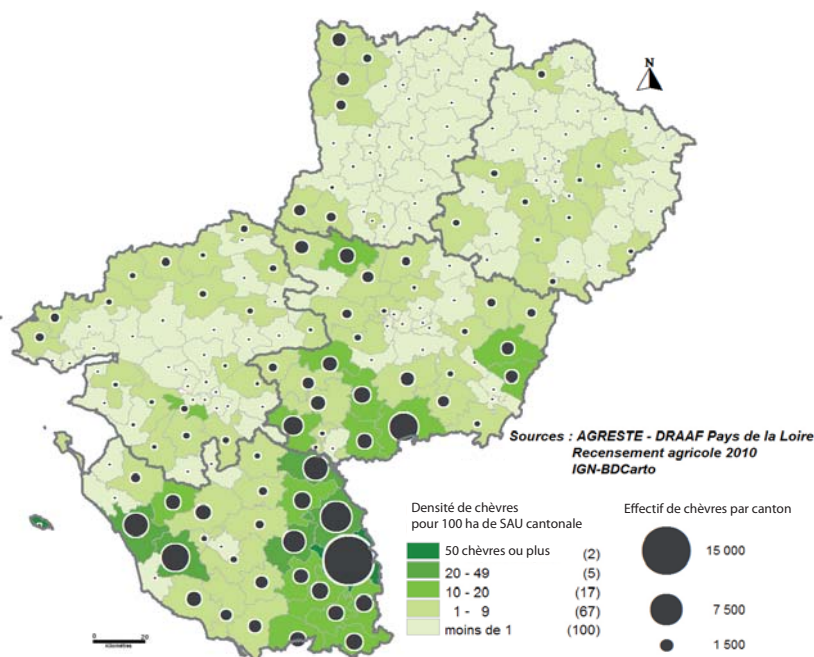 N
Sources : AGRESTE - DRAAF Pays de la Loire
Recensement agricole 2010
IGN-BDCarto
Densité de chèvres
pour 100 ha de SAU cantonale
50 chèvres ou plus (2)
20 - 49 (5)
10 - 20 (17)
1 - 9 (67)
moins de 1 (100)
Effectif de chèvres par canton
15 000
7 500
1 500
0 20
Kilomètres